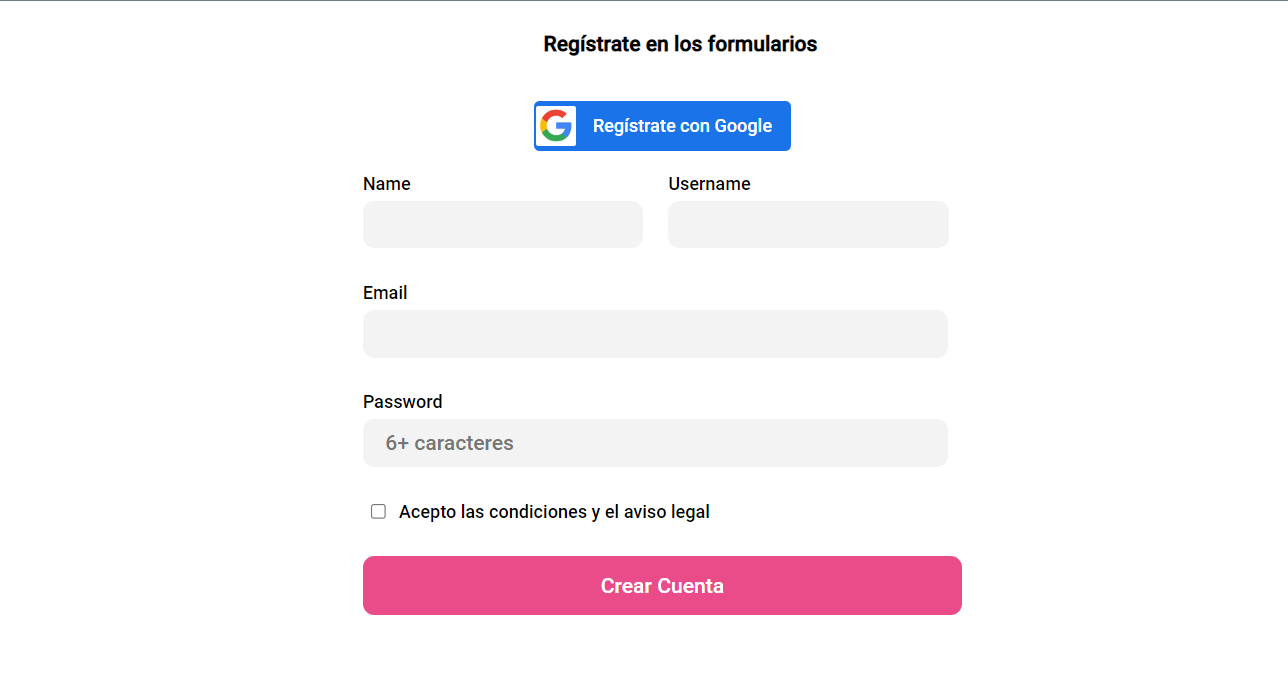 Regístrate en los formularios
Regístrate con Google
Name Username
Email
Password
6+ caracteres
Acepto las condiciones y el aviso legal
Crear Cuenta